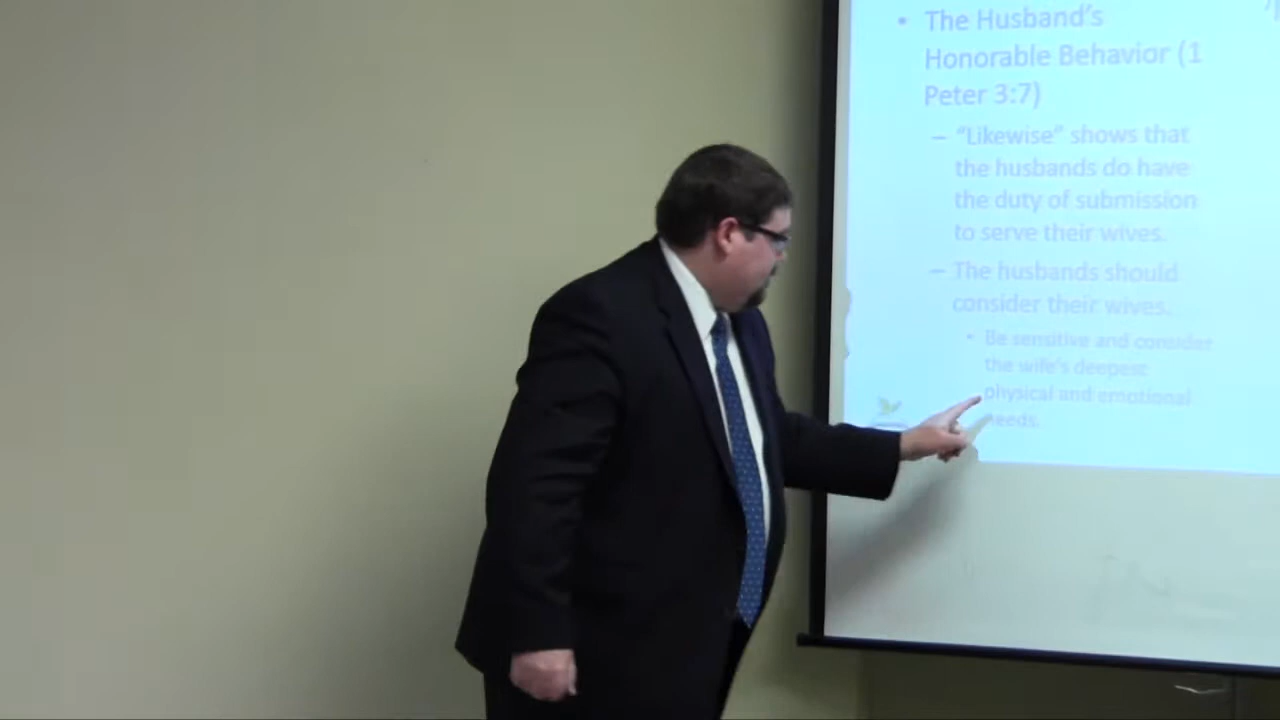 • The Husband's
Honorable Behavior (1
Peter 3:7)
– “Likewise” shows that
the husbands do have
the duty of submission
to serve their wives.
– The husbands should
consider their wives.
• Be sensitive and consider
the wife's deepest
physical and emotional
needs.